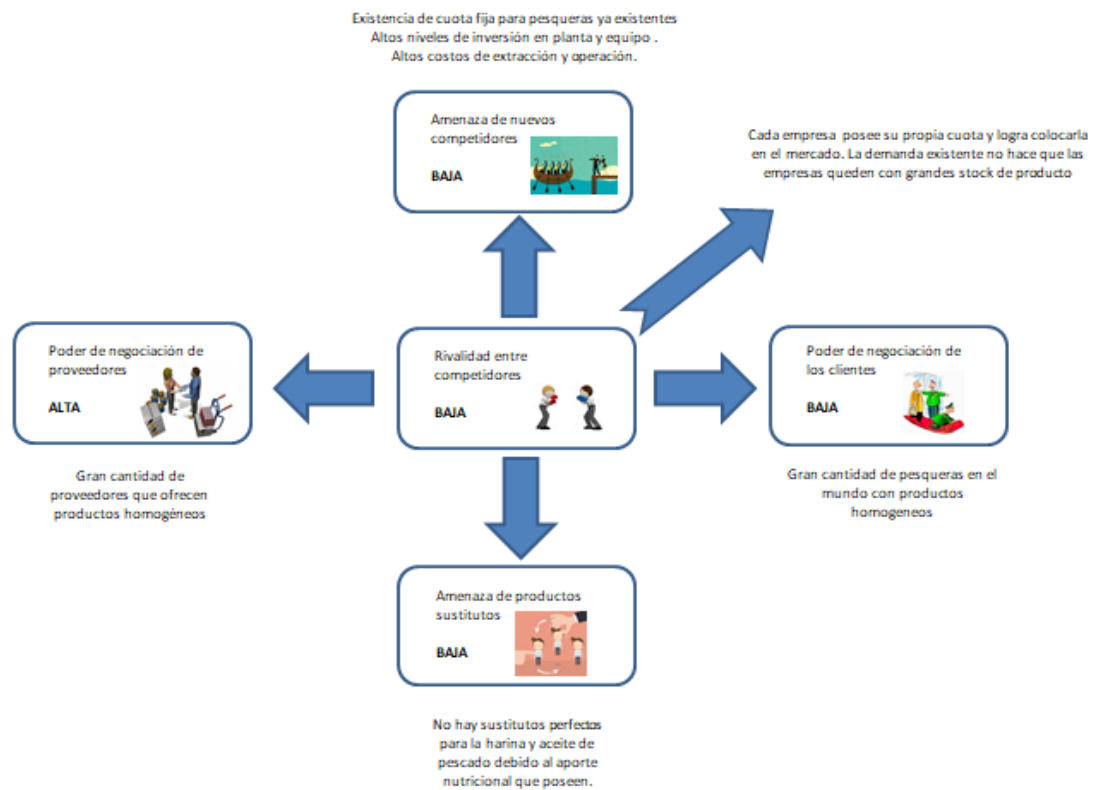 Existencia de cuota fija para pesqueras ya existentes
Altos niveles de inversión en planta y equipo .
Altos costos de extracción y operación.
Amenaza de nuevos
competidores
BAJA
Cada empresa posee su propia cuota y logra colocarla
en el mercado. La demanda existente no hace que las
empresas queden con grandes stock de producto
Poder de negociación de
proveedores
ALTA
Gran cantidad de
proveedores que ofrecen
productos homogéneos
Rivalidad entre
competidores
BAJA
Poder de negociación de
los clientes
BAJA
Gran cantidad de pesqueras en el
mundo con productos
homogeneos
Amenaza de productos
sustitutos
BAJA
No hay sustitutos perfectos
para la harina y aceite de
pescado debido al aporte
nutricional que poseen.